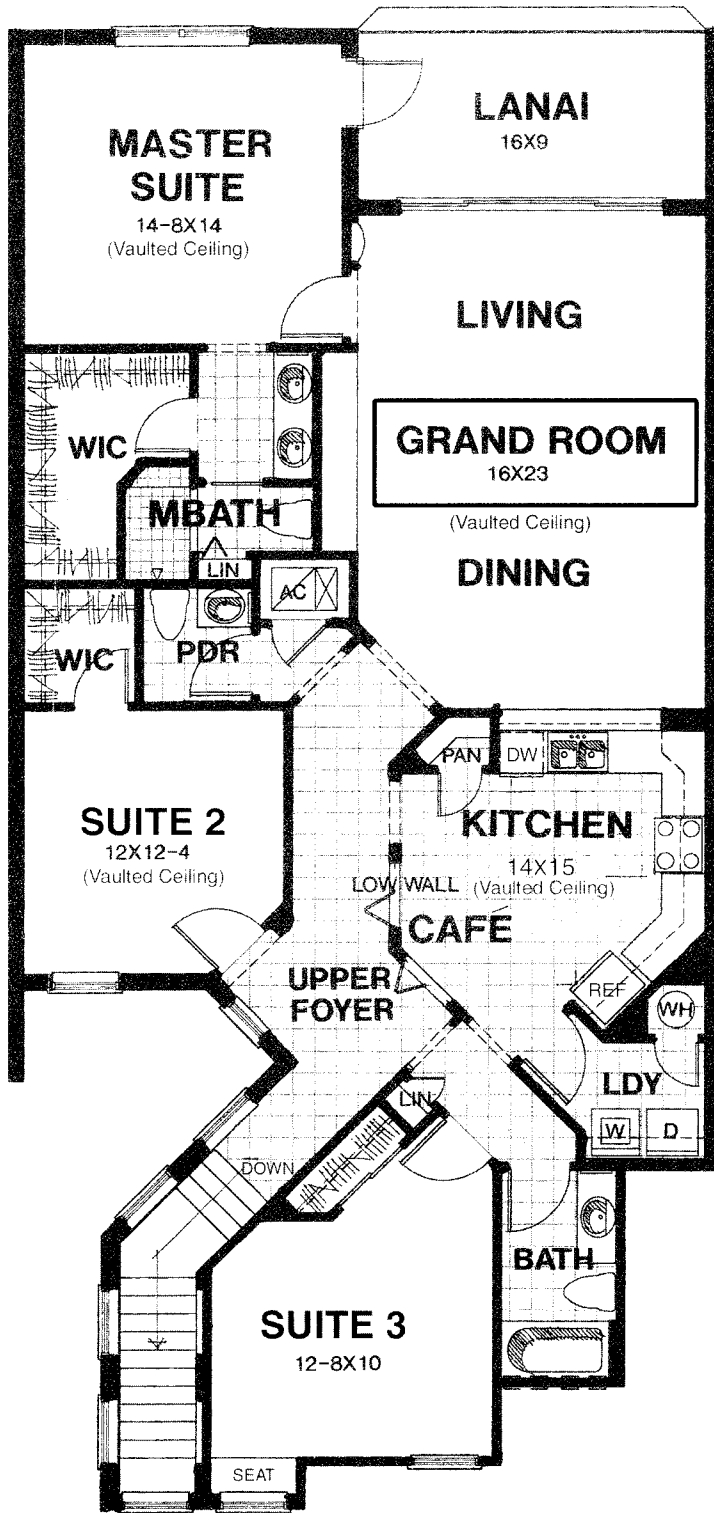 LANAI
16X9
MASTER
SUITE
14-8X14
(Vaulted Ceiling)
LIVING
GRAND ROOM
16X23
(Vaulted Ceiling)
DINING
WIC
MBATH
LIN
AC
WIC
PDR
PAN
DW
SUITE 2
12X12-4
(Vaulted Ceiling)
KITCHEN
14X15
(Vaulted Ceiling)
LOW WALL
CAFE
UPPER
FOYER
REF
WH
LDY
LIN
W
D
DOWN
BATH
SUITE 3
12-8X10
SEAT